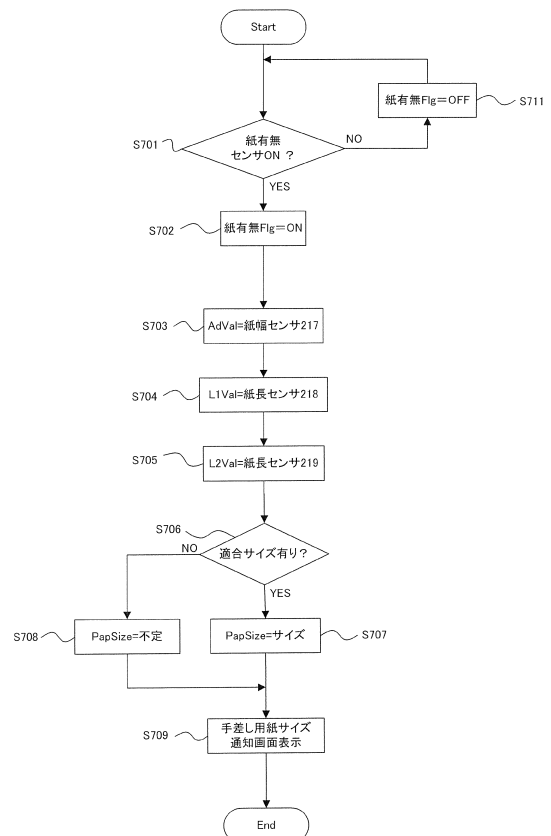 Start
紙有無Flg=OFF
S711
S701
紙有無
センサON ?
NO
YES
S702
紙有無Flg=ON
S703
AdVal=紙幅センサ217
S704
L1Val=紙長センサ218
S705
L2Val=紙長センサ219
S706
適合サイズ有り?
NO
YES
S708
PapSize=不定
PapSize=サイズ
S707
S709
手差し用紙サイズ
通知画面表示
End